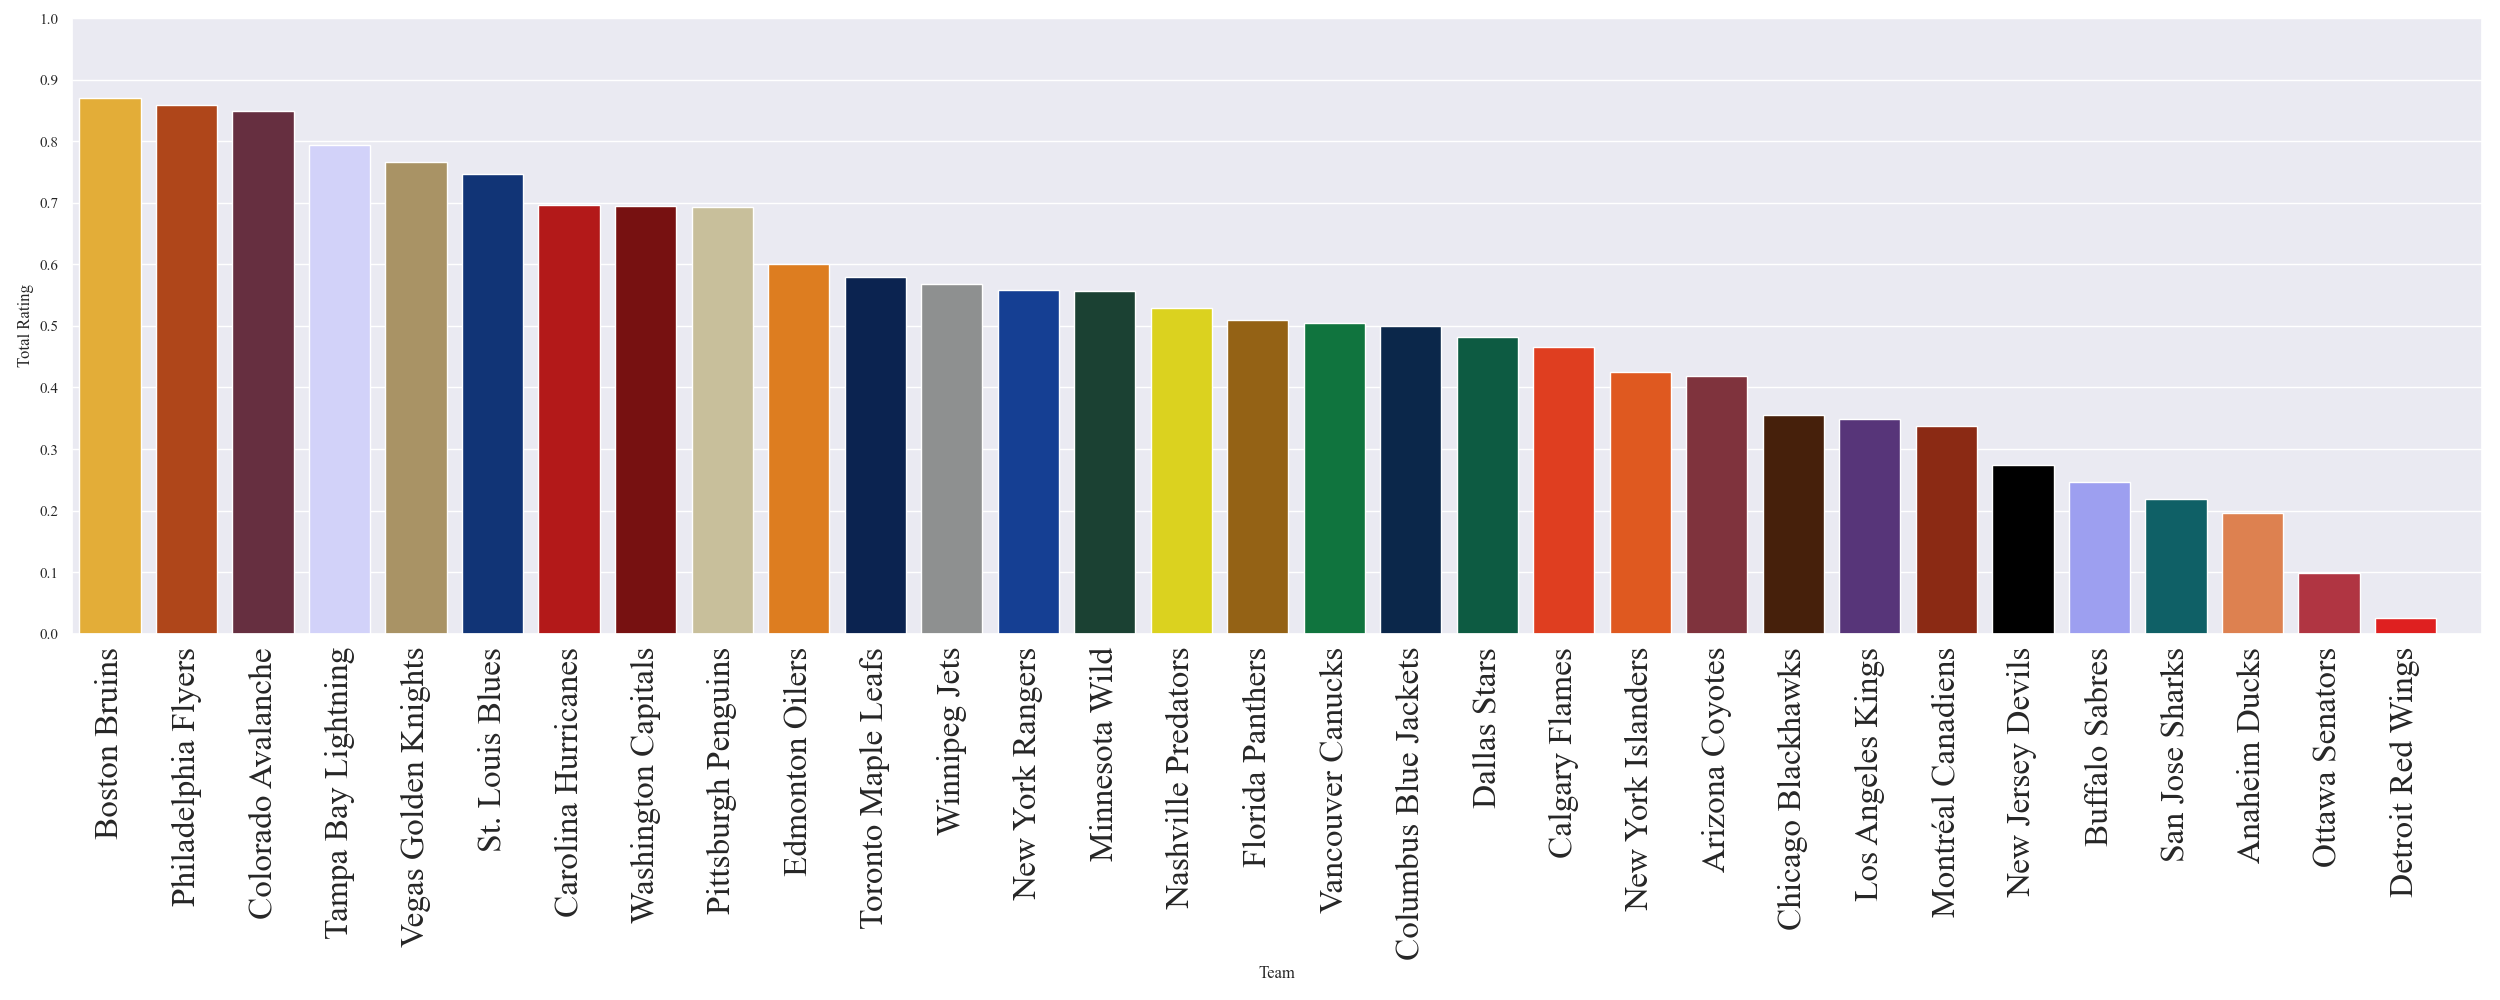 1.0
0.9
0.8
0.7
0.6
0.5
0.4
0.3
0.2
0.1
0.0
Total Rating
Boston Bruins
Philadelphia Flyers
Colorado Avalanche
Tampa Bay Lightning
Vegas Golden Knights
St. Louis Blues
Carolina Hurricanes
Washington Capitals
Pittsburgh Penguins
Edmonton Oilers
Toronto Maple Leafs
Winnipeg Jets
New York Rangers
Minnesota Wild
Nashville Predators
Florida Panthers
Vancouver Canucks
Columbus Blue Jackets
Dallas Stars
Calgary Flames
New York Islanders
Arizona Coyotes
Chicago Blackhawks
Los Angeles Kings
Montréal Canadiens
New Jersey Devils
Buffalo Sabres
San Jose Sharks
Anaheim Ducks
Ottawa Senators
Detroit Red Wings
Team